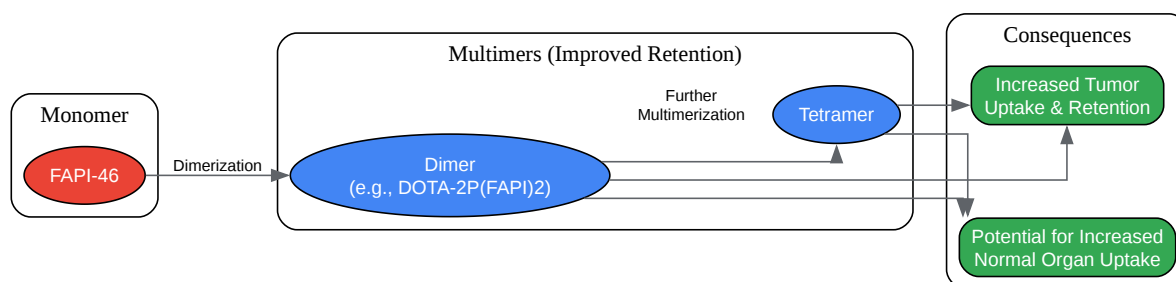 Monomer
FAPI-46
Dimerization
Multimers (Improved Retention)
Dimer
(e.g., DOTA-2P(FAPI)2)
Further
Multimerization
Tetramer
Consequences
Increased Tumor
Uptake & Retention
Potential for Increased
Normal Organ Uptake